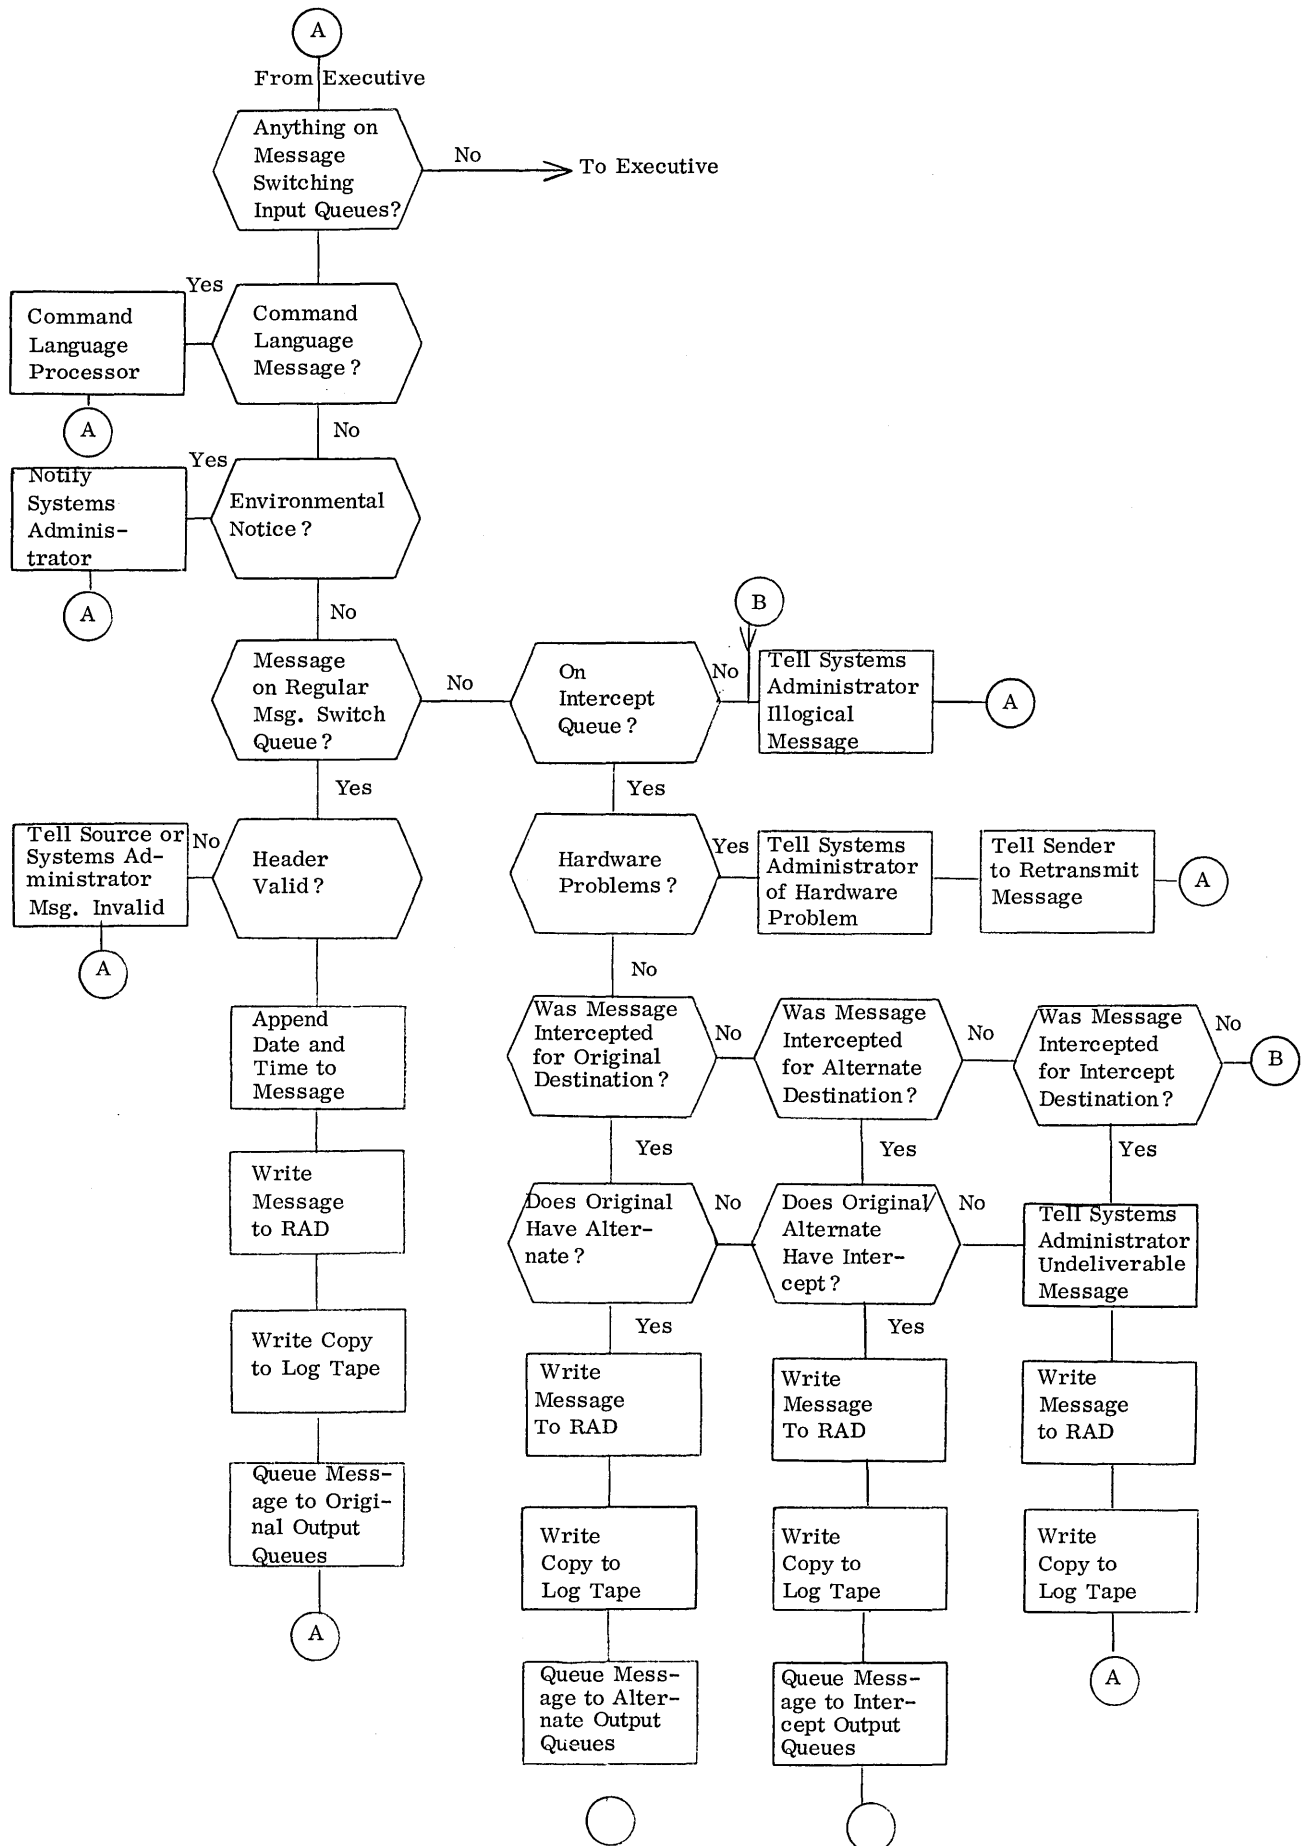 A
From Executive
Anything on
Message
Switching
Input Queues?
No
To Executive
Yes
Command
Language
Processor
A
Command
Language
Message?
No
Yes
Notify
Systems
Adminis-
trator
A
Environmental
Notice?
No
Message
on Regular
Msg. Switch
Queue?
No
On
Intercept
Queue?
No
B
Tell Systems
Administrator
Illogical
Message
A
Yes
Yes
Tell Source or
Systems Ad-
ministrator
Msg. Invalid
No
A
Header
Valid?
Hardware
Problems?
Yes
Tell Systems
Administrator
of Hardware
Problem
Tell Sender
to Retransmit
Message
A
No
Append
Date and
Time to
Message
Write
Message
to RAD
Write Copy
to Log Tape
Queue Mess-
age to Origi-
nal Output
Queues
A
Was Message
Intercepted
for Original
Destination?
No
Was Message
Intercepted
for Alternate
Destination?
No
Was Message
Intercepted
for Intercept
Destination?
No
B
Yes
Yes
Yes
Does Original
Have Alter-
nate?
No
Does Original/
Alternate
Have Inter-
cept?
No
Tell Systems
Administrator
Undeliverable
Message
Yes
Yes
Write
Message
To RAD
Write
Message
To RAD
Write
Message
to RAD
Write
Copy to
Log Tape
Write
Copy to
Log Tape
Write
Copy to
Log Tape
Queue Mess-
age to Alter-
nate Output
Queues
Queue Mess-
age to Inter-
cept Output
Queues
A